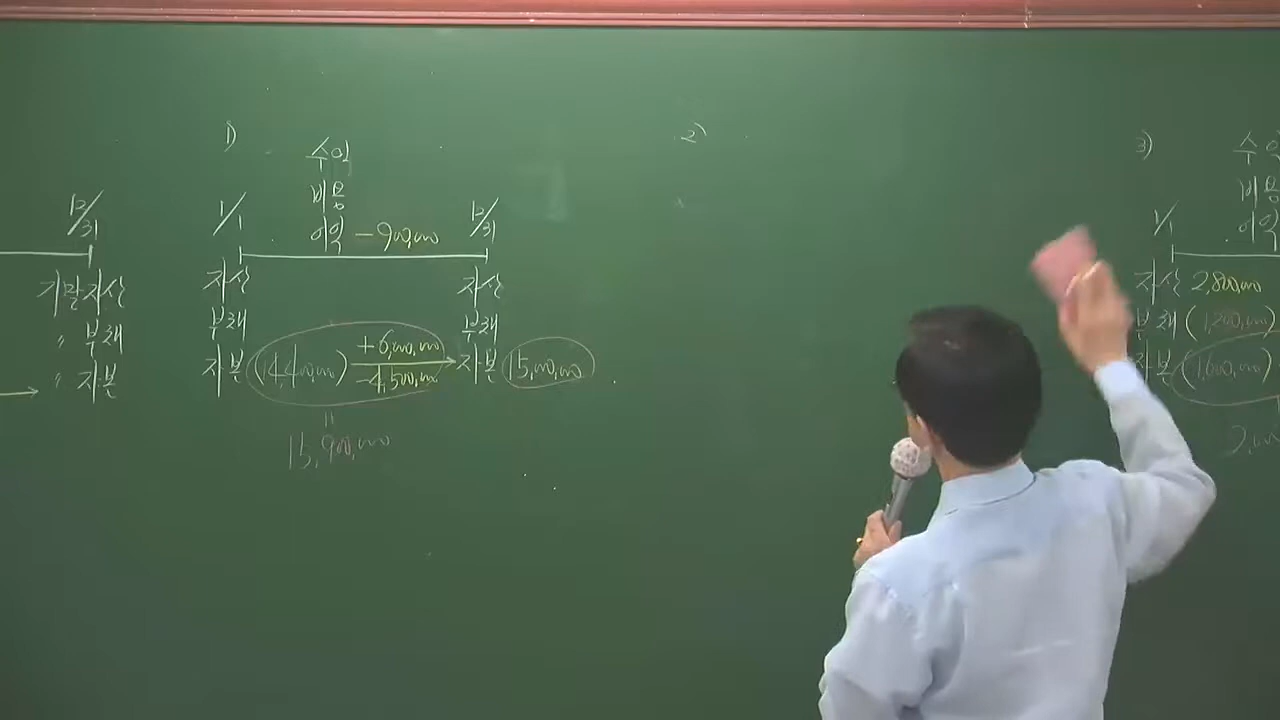 12/31
기말자산
〃 부채
〃 자본
1)
수익
비용
이익 -900,000
1/1
12/31
자산
자산
부채
부채
자본 (14,400,000) +6,000,000 -4,500,000 자본 15,000,000
=
15,900,000
2)
3)
수익
비용
이익
1/1
자산 2,800,000
부채 (1,200,000)
자본 (1,600,000)